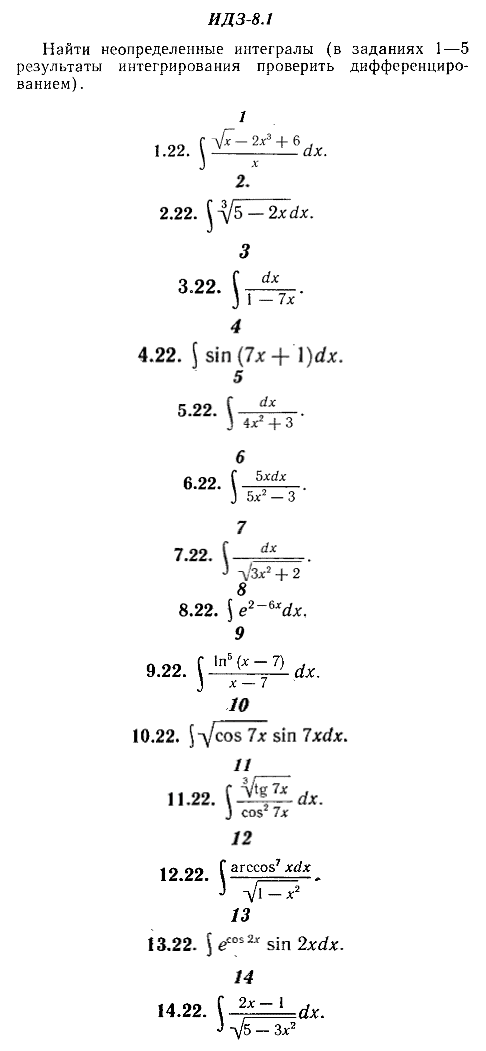 ИДЗ-8.1
Найти неопределенные интегралы (в заданиях 1—5
результаты интегрирования проверить дифференциро-
ванием).
1
1.22. ∫ (√x − 2x³ + 6)/x dx.
2.
2.22. ∫ ∛(5 − 2x) dx.
3
3.22. ∫ dx/(1 − 7x).
4
4.22. ∫ sin (7x + 1)dx.
5
5.22. ∫ dx/(4x² + 3).
6
6.22. ∫ 5xdx/(5x² − 3).
7
7.22. ∫ dx/√(3x² + 2).
8
8.22. ∫ e^(2−6x) dx.
9
9.22. ∫ ln⁵ (x − 7)/(x − 7) dx.
10
10.22. ∫ √(cos 7x) sin 7xdx.
11
11.22. ∫ ∛(tg 7x)/cos² 7x dx.
12
12.22. ∫ arccos⁷ xdx/√(1 − x²).
13
13.22. ∫ e^(cos 2x) sin 2xdx.
14
14.22. ∫ (2x − 1)/√(5 − 3x²) dx.